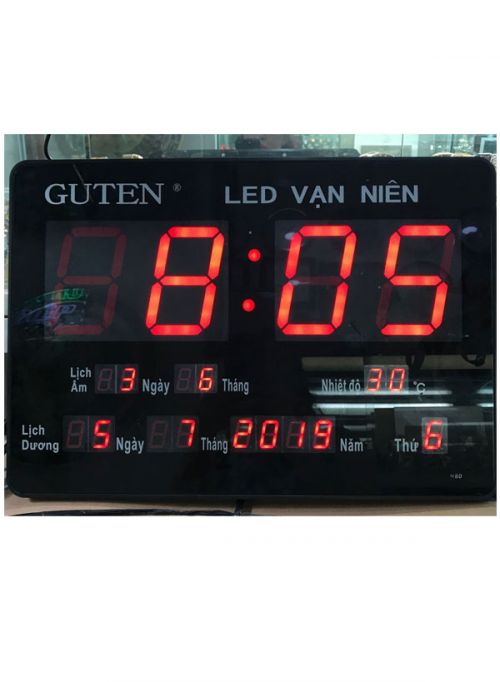 GUTEN ® LED VẠN NIÊN
8:05
Lịch Âm 3 Ngày 6 Tháng Nhiệt độ 30 °C
Lịch Dương 5 Ngày 7 Tháng 2019 Năm Thứ 6